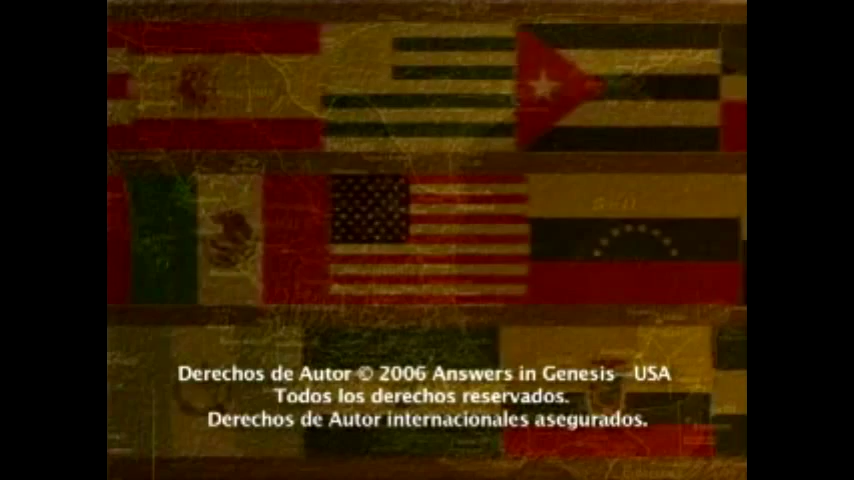 Derechos de Autor © 2006 Answers in Genesis—USA
Todos los derechos reservados.
Derechos de Autor internacionales asegurados.